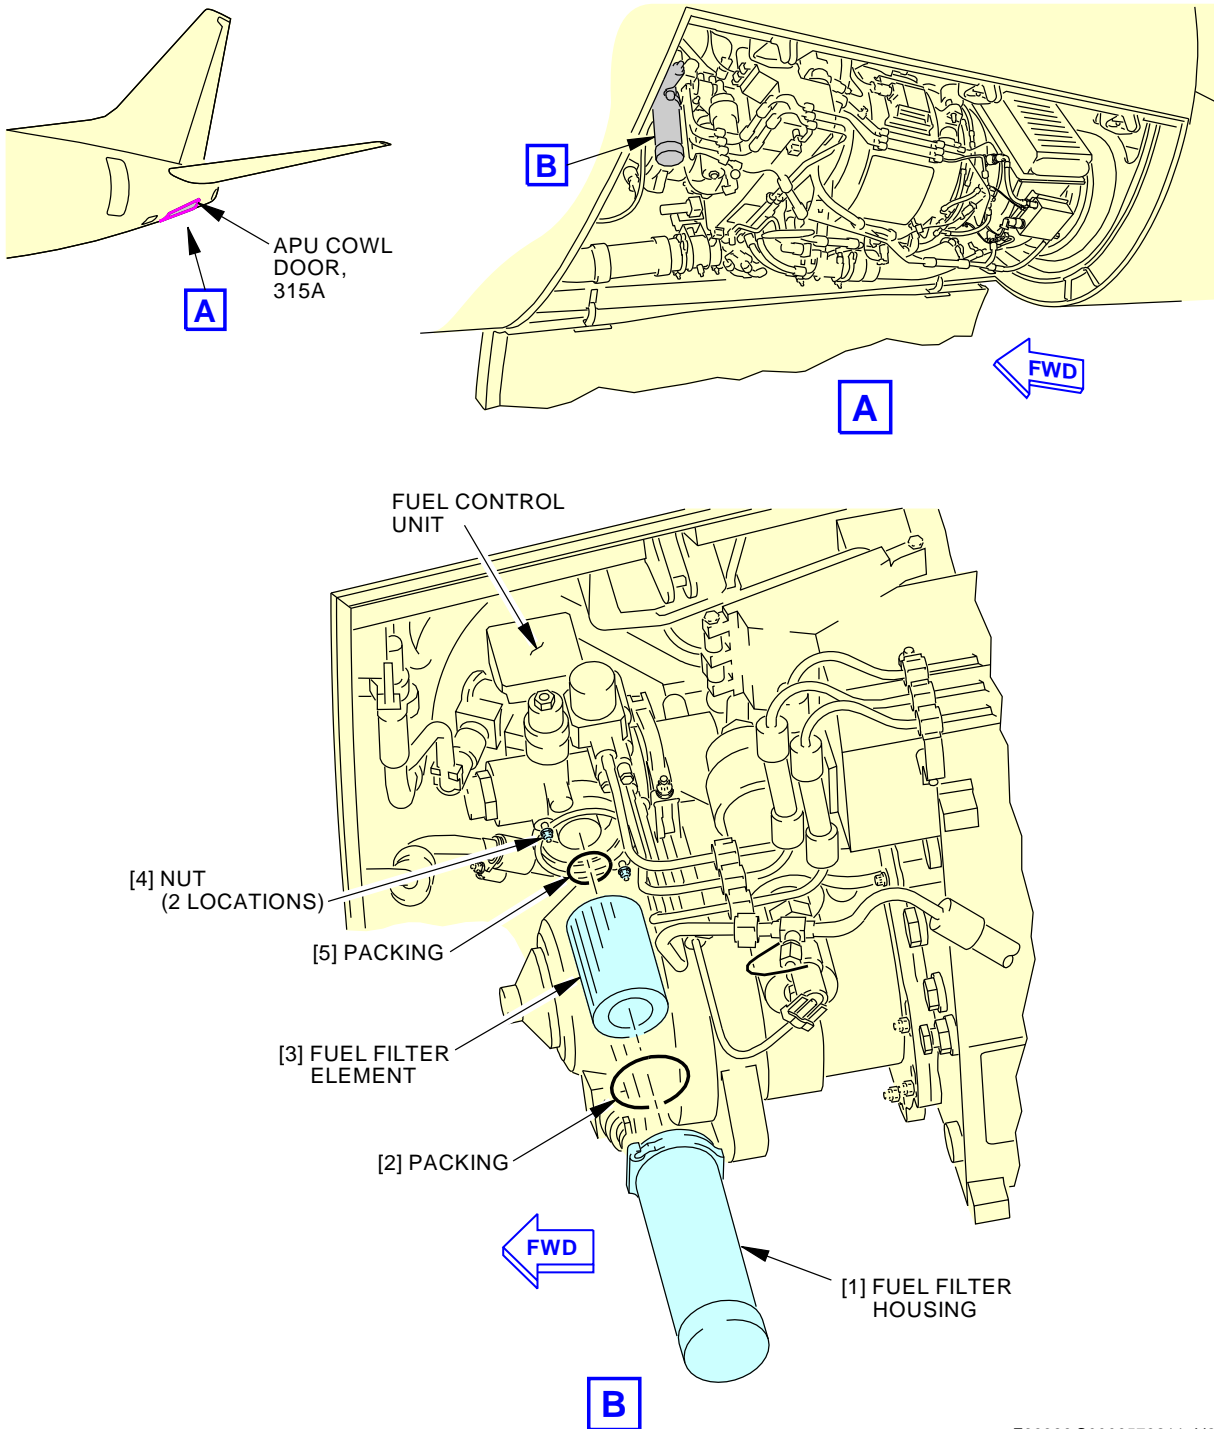 APU COWL
DOOR,
315A
A
B
FWD
A
FUEL CONTROL
UNIT
[4] NUT
(2 LOCATIONS)
[5] PACKING
[3] FUEL FILTER
ELEMENT
[2] PACKING
FWD
[1] FUEL FILTER
HOUSING
B